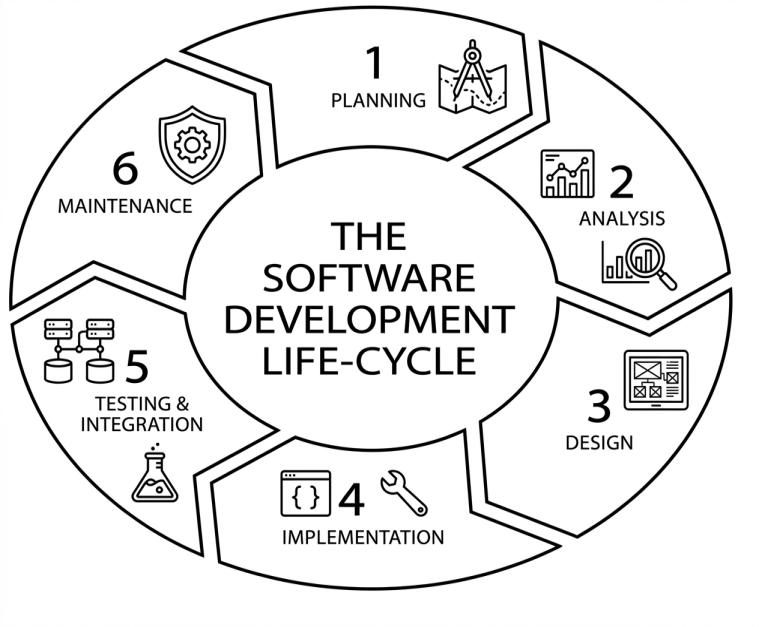 1
PLANNING
2
ANALYSIS
3
DESIGN
4
IMPLEMENTATION
5
TESTING &
INTEGRATION
6
MAINTENANCE
THE
SOFTWARE
DEVELOPMENT
LIFE-CYCLE
{ }